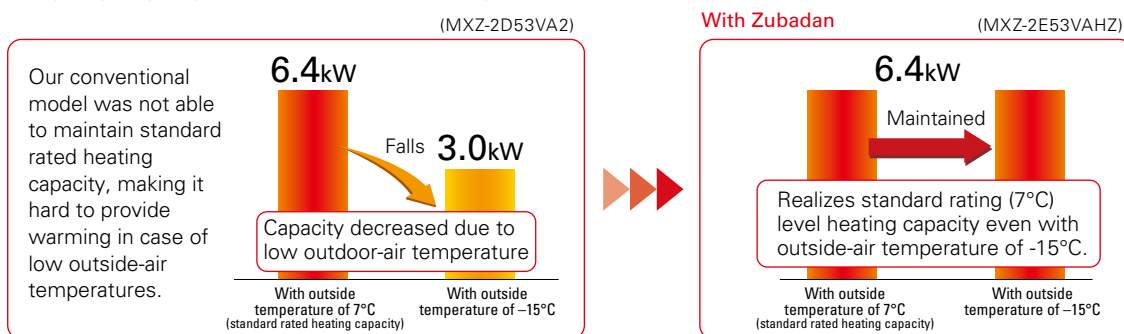 (MXZ-2D53VA2)
Our conventional
model was not able
to maintain standard
rated heating
capacity, making it
hard to provide
warming in case of
low outside-air
temperatures.
6.4kW
Falls
3.0kW
Capacity decreased due to
low outdoor-air temperature
With outside
temperature of 7°C
(standard rated heating capacity)
With outside
temperature of –15°C
With Zubadan
(MXZ-2E53VAHZ)
6.4kW
Maintained
Realizes standard rating (7°C)
level heating capacity even with
outside-air temperature of -15°C.
With outside
temperature of 7°C
(standard rated heating capacity)
With outside
temperature of –15°C